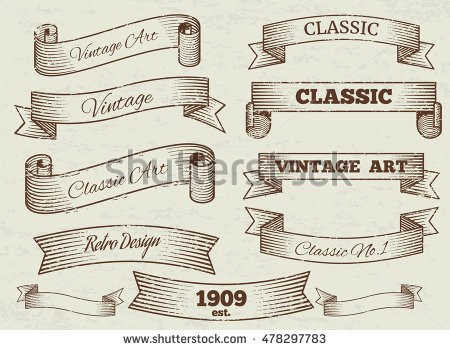 Vintage Art
Vintage
Classic Art
Retro Design
CLASSIC
CLASSIC
VINTAGE ART
Classic No.1
1909
est.
shutterstock
www.shutterstock.com · 478297783